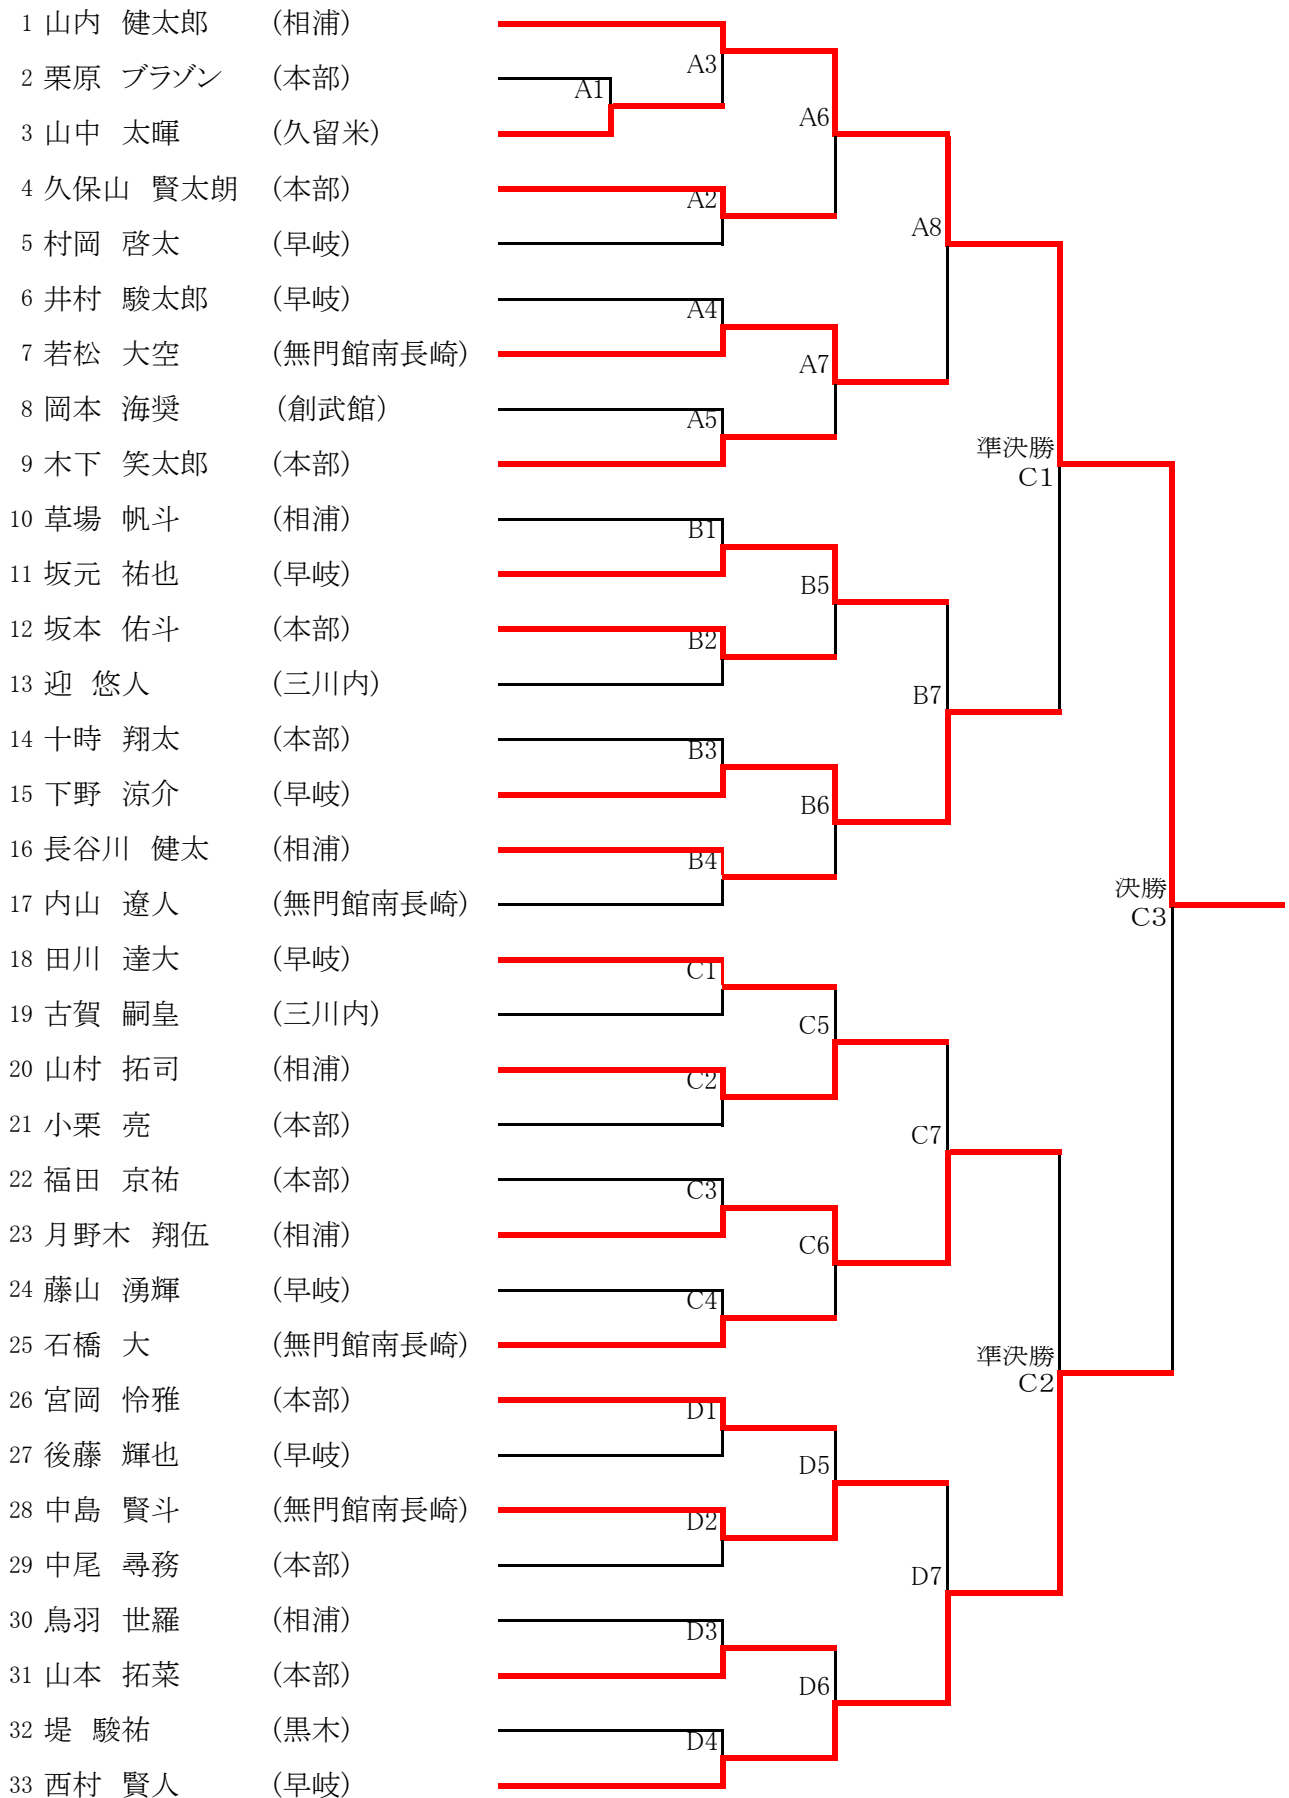 1 山内 健太郎 (相浦)
A3
2 栗原 ブラゾン (本部)
A1
A6
3 山中 太暉 (久留米)
4 久保山 賢太朗 (本部)
A2
A8
5 村岡 啓太 (早岐)
6 井村 駿太郎 (早岐)
A4
7 若松 大空 (無門館南長崎)
A7
8 岡本 海奨 (創武館)
A5
準決勝
9 木下 笑太郎 (本部)
C1
10 草場 帆斗 (相浦)
B1
11 坂元 祐也 (早岐)
B5
12 坂本 佑斗 (本部)
B2
13 迎 悠人 (三川内)
B7
14 十時 翔太 (本部)
B3
15 下野 涼介 (早岐)
B6
16 長谷川 健太 (相浦)
B4
決勝
17 内山 遼人 (無門館南長崎)
C3
18 田川 達大 (早岐)
C1
19 古賀 嗣皇 (三川内)
C5
20 山村 拓司 (相浦)
C2
21 小栗 亮 (本部)
C7
22 福田 京祐 (本部)
C3
23 月野木 翔伍 (相浦)
C6
24 藤山 湧輝 (早岐)
C4
25 石橋 大 (無門館南長崎)
準決勝
C2
26 宮岡 怜雅 (本部)
D1
27 後藤 輝也 (早岐)
D5
28 中島 賢斗 (無門館南長崎)
D2
29 中尾 尋務 (本部)
D7
30 鳥羽 世羅 (相浦)
D3
31 山本 拓菜 (本部)
D6
32 堤 駿祐 (黒木)
D4
33 西村 賢人 (早岐)